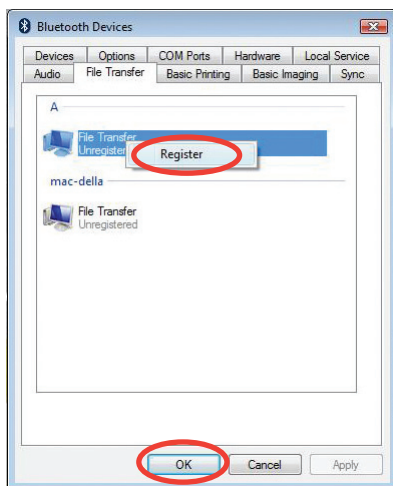 Bluetooth Devices
Devices Options COM Ports Hardware Local Service
Audio File Transfer Basic Printing Basic Imaging Sync
A
File Transfer
Unregister
Register
mac-della
File Transfer
Unregistered
OK Cancel Apply